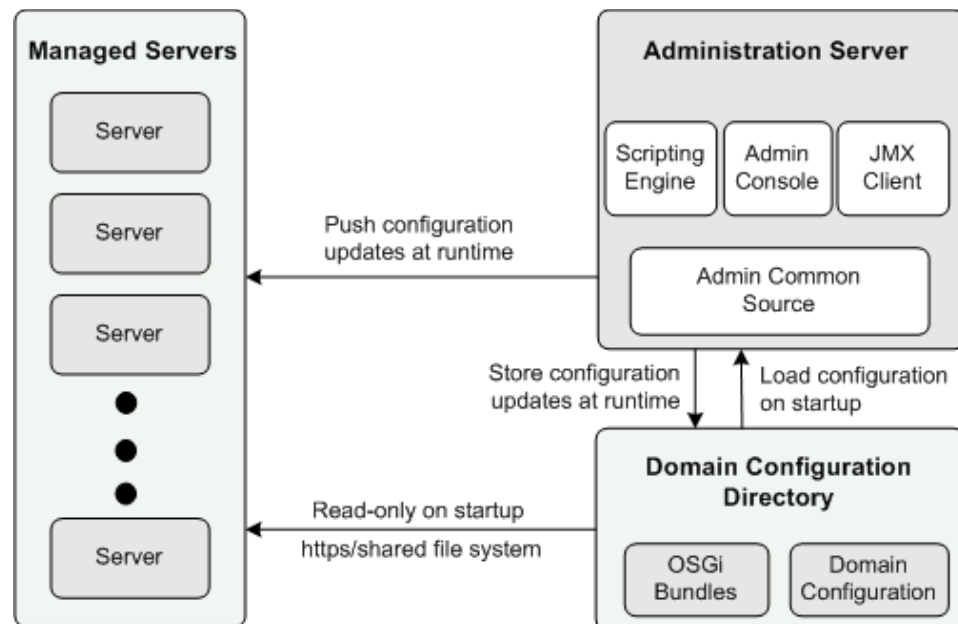 Managed Servers
Server
Server
Server
Server
Push configuration
updates at runtime
Administration Server
Scripting
Engine
Admin
Console
JMX
Client
Admin Common
Source
Store configuration
updates at runtime
Load configuration
on startup
Read-only on startup
https/shared file system
Domain Configuration
Directory
OSGi
Bundles
Domain
Configuration